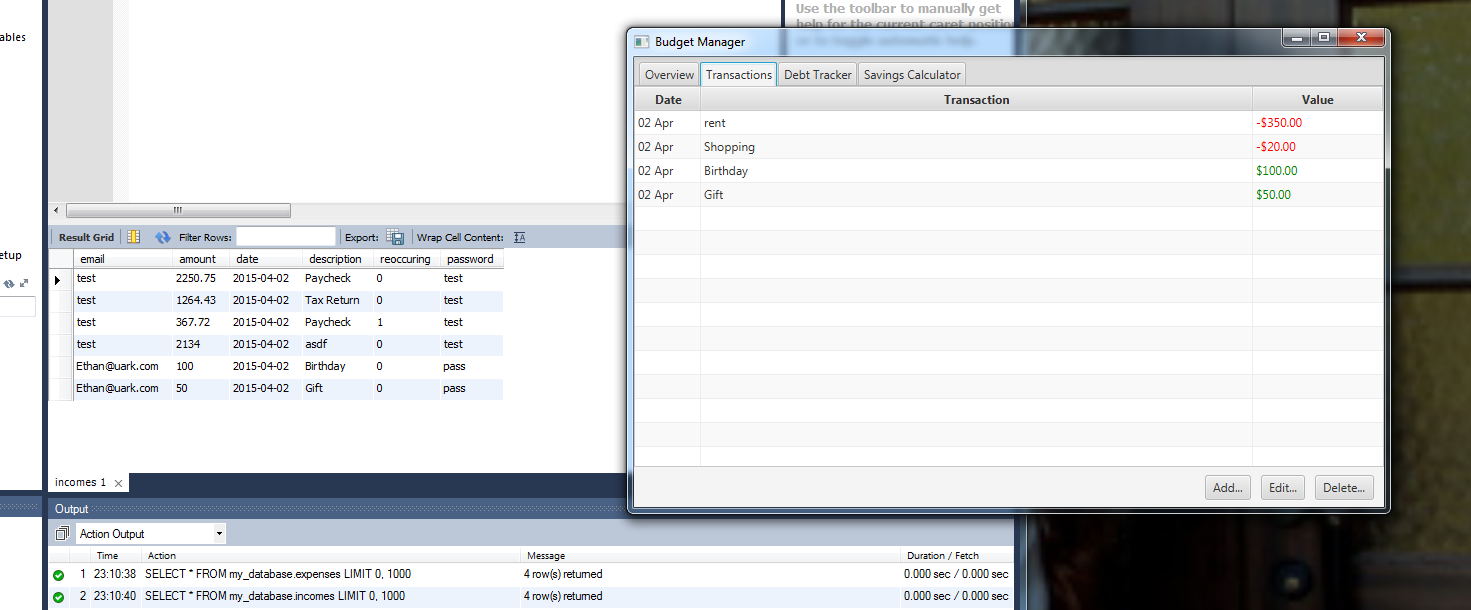 Use the toolbar to manually get
help for the current caret position
ables
etup
Result Grid Filter Rows: Export: Wrap Cell Content:
email amount date description reoccuring password
test 2250.75 2015-04-02 Paycheck 0 test
test 1264.43 2015-04-02 Tax Return 0 test
test 367.72 2015-04-02 Paycheck 1 test
test 2134 2015-04-02 asdf 0 test
Ethan@uark.com 100 2015-04-02 Birthday 0 pass
Ethan@uark.com 50 2015-04-02 Gift 0 pass
incomes 1
Output
Action Output
Time Action Message Duration / Fetch
1 23:10:38 SELECT * FROM my_database.expenses LIMIT 0, 1000 4 row(s) returned 0.000 sec / 0.000 sec
2 23:10:40 SELECT * FROM my_database.incomes LIMIT 0, 1000 4 row(s) returned 0.000 sec / 0.000 sec
Budget Manager
Overview Transactions Debt Tracker Savings Calculator
Date Transaction Value
02 Apr rent -$350.00
02 Apr Shopping -$20.00
02 Apr Birthday $100.00
02 Apr Gift $50.00
Add... Edit... Delete...